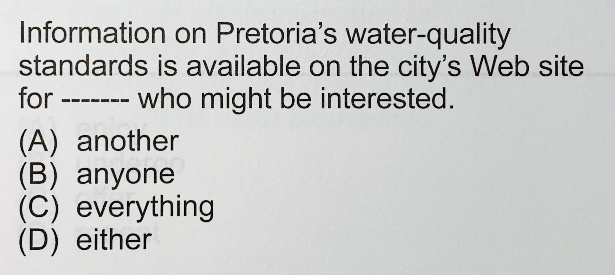 Information on Pretoria's water-quality
standards is available on the city's Web site
for ------- who might be interested.
(A) another
(B) anyone
(C) everything
(D) either